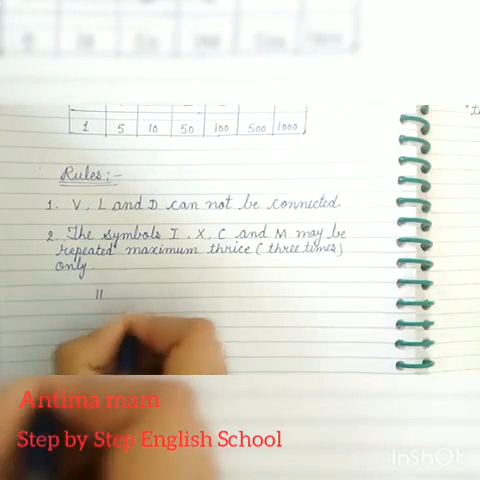 1 5 10 50 100 500 1000
Rules:-
1. V, L and D can not be connected.
2. The symbols I, X, C and M may be
repeated maximum thrice (three times)
only.
II
Antima mam
Step by Step English School
InShOt